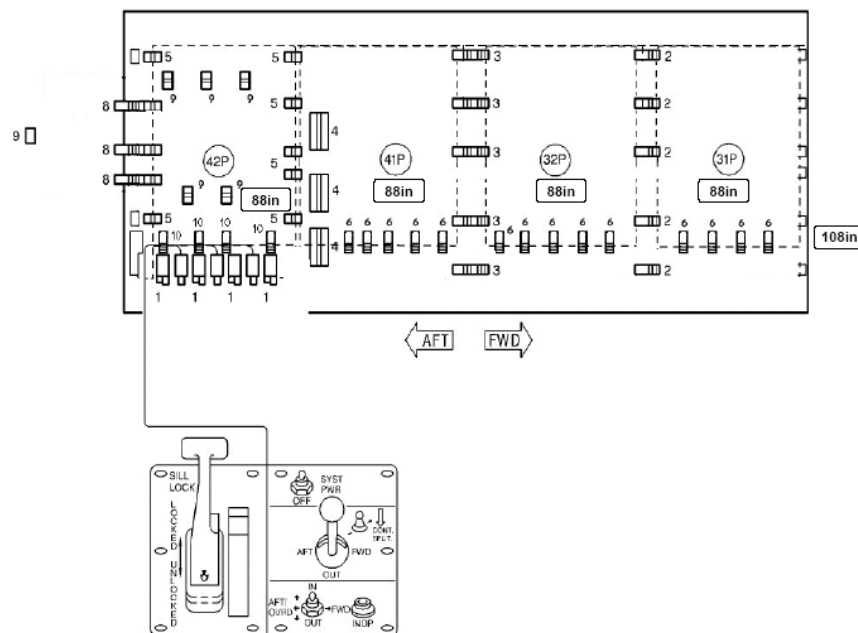 5 5 3 2
9 9 9
8 5 3 2
9
4
8 42P 5 41P 3 32P 2 31P
8
9 9 88in 88in 88in 88in
4
5 5 3 2
10 10 10 10 6 6 6 6 6 6 6 6 6 6 6 6 6 6 108in
4
3 2
1 1 1 1
AFT FWD
SILL LOCK
LOCKED UNLOCKED
SYST PWR
OFF
CONT. SPLIT.
AFT FWD
OUT
IN
AFT/ OU/RD FWD
OUT INOP